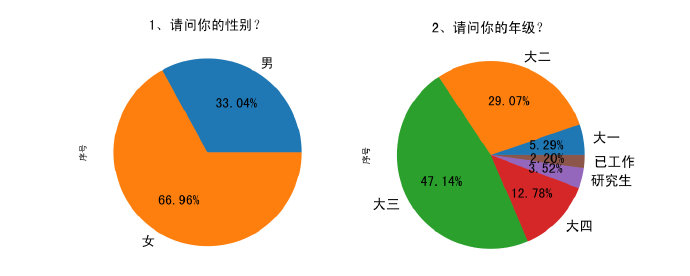 1、请问你的性别?
男
33.04%
序号
66.96%
女
2、请问你的年级?
大二
29.07%
大一
5.29%
序号
2.20%
已工作
3.52%
研究生
47.14%
12.78%
大三
大四